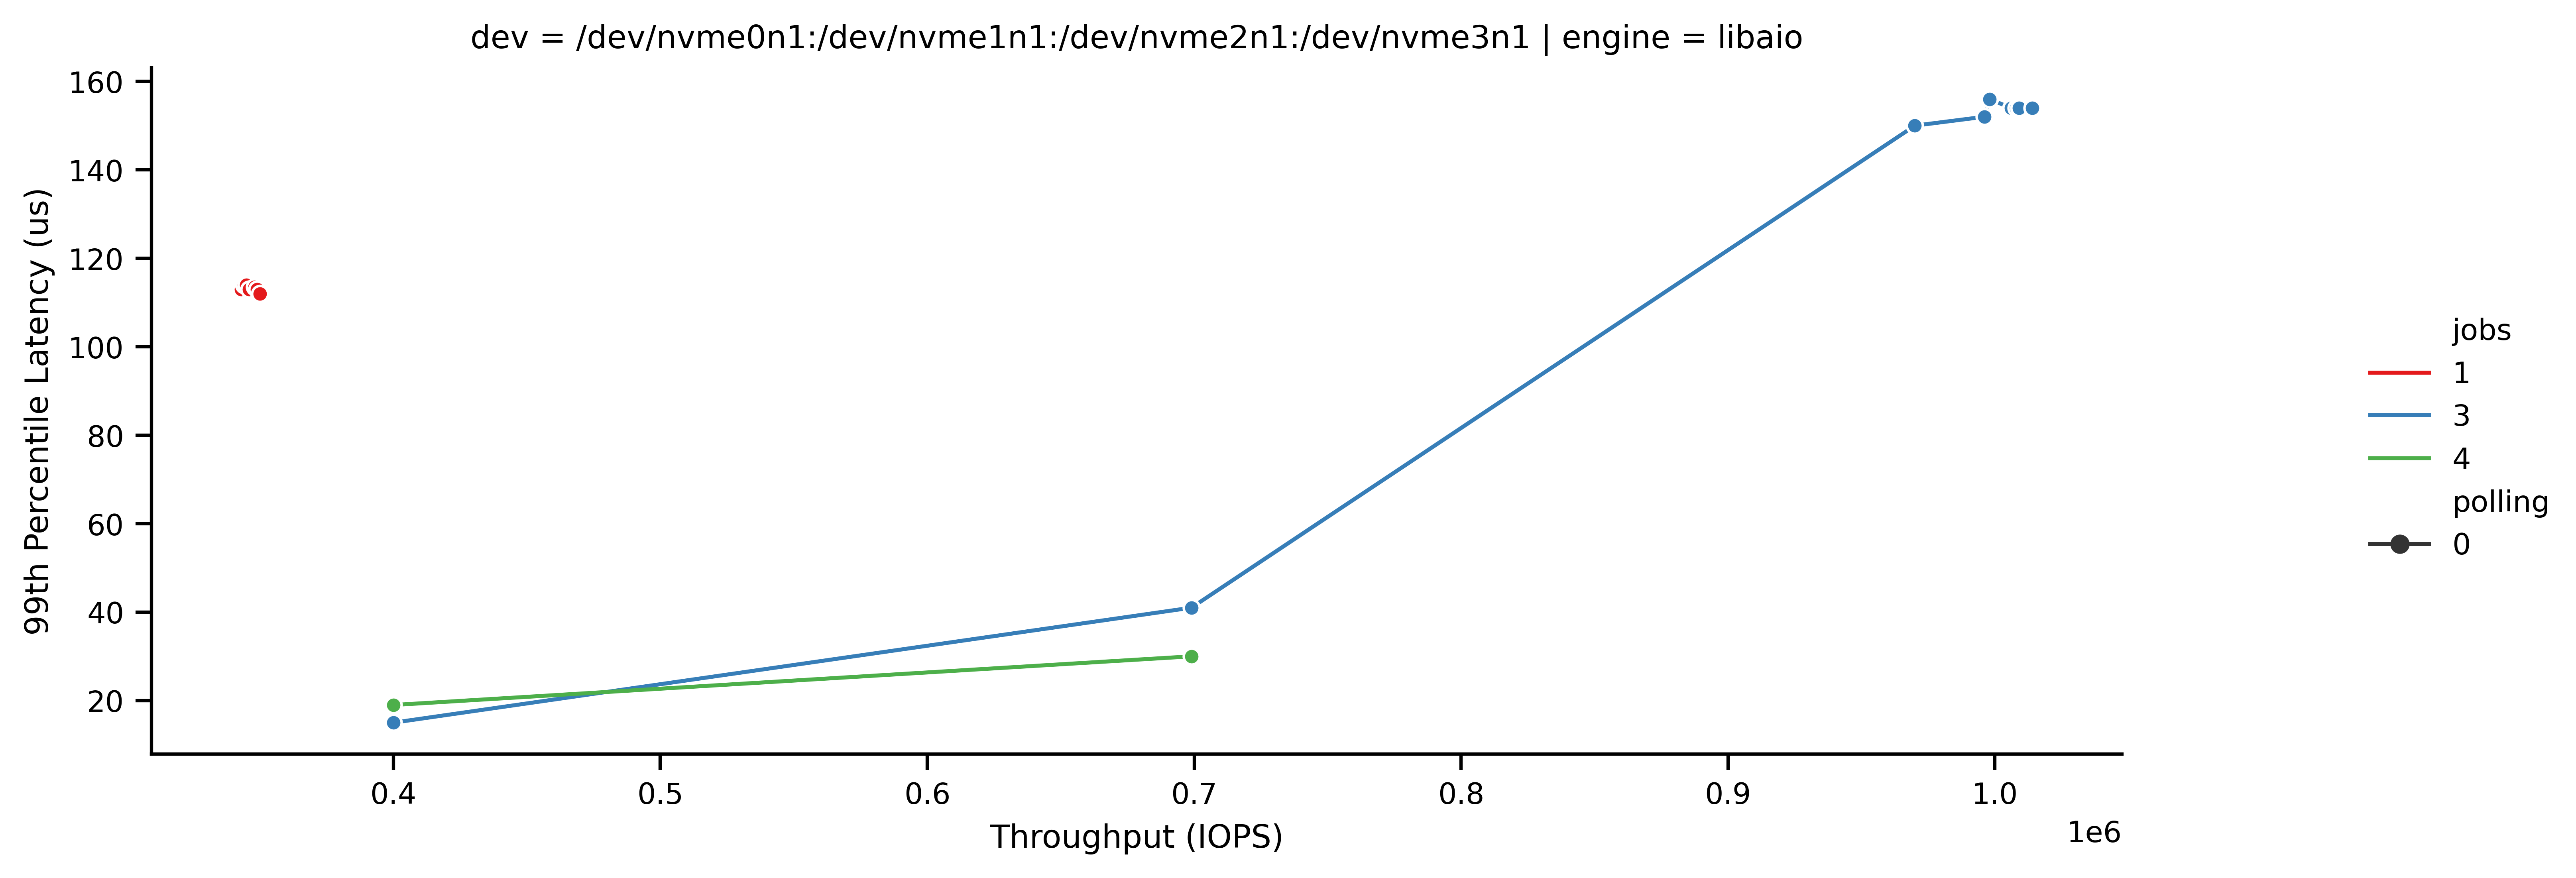 dev = /dev/nvme0n1:/dev/nvme1n1:/dev/nvme2n1:/dev/nvme3n1 | engine = libaio
99th Percentile Latency (us)
160
140
120
100
80
60
40
20
0.4 0.5 0.6 0.7 0.8 0.9 1.0
1e6
Throughput (IOPS)
jobs
1
3
4
polling
0